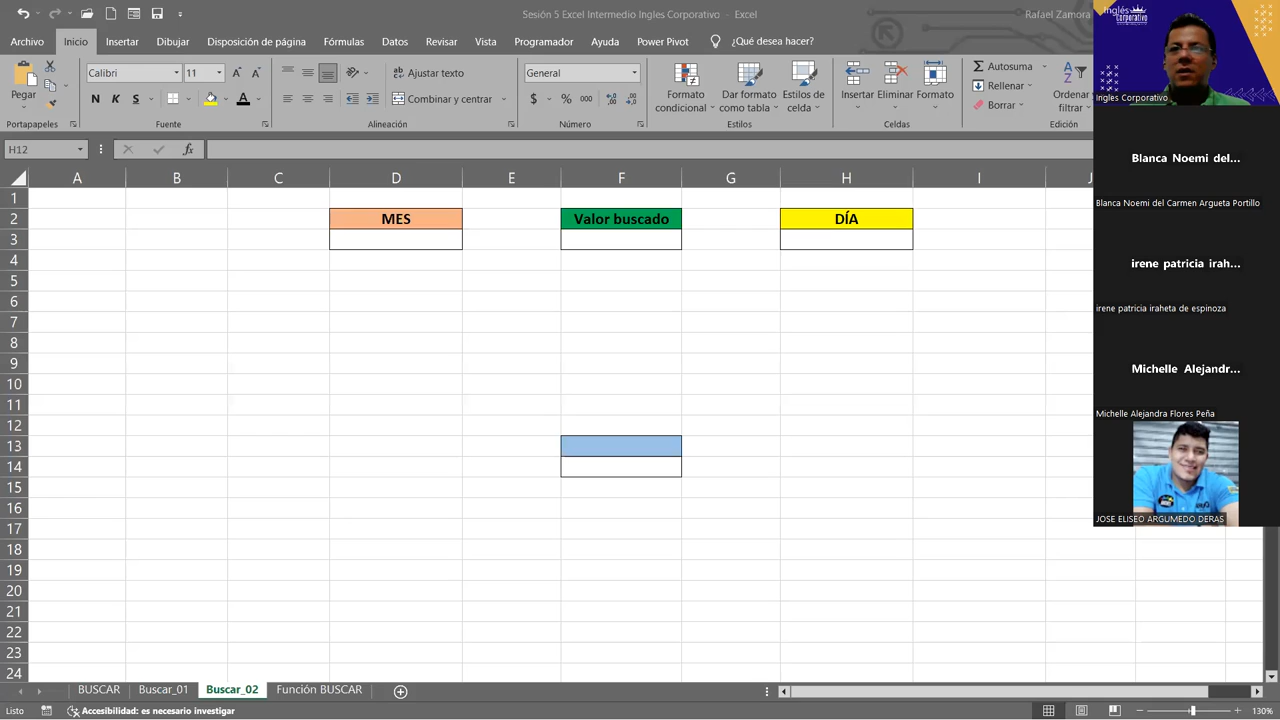 Sesión 5 Excel Intermedio Ingles Corporativo - Excel
Rafael Zamora
Archivo Inicio Insertar Dibujar Disposición de página Fórmulas Datos Revisar Vista Programador Ayuda Power Pivot ¿Qué desea hacer?
Pegar
Calibri 11
N K S
Ajustar texto
Combinar y centrar
General
$ % 000
Formato condicional
Dar formato como tabla
Estilos de celda
Insertar Eliminar Formato
Autosuma
Rellenar
Borrar
Ordenar filtrar
Portapapeles Fuente Alineación Número Estilos Celdas Edición
H12 fx
A B C D E F G H I J
1
2 MES Valor buscado DÍA
3
4
5
6
7
8
9
10
11
12
13
14
15
16
17
18
19
20
21
22
23
24
BUSCAR Buscar_01 Buscar_02 Función BUSCAR
Listo Accesibilidad: es necesario investigar 130%
Inglés Corporativo
Ingles Corporativo
Blanca Noemi del...
Blanca Noemi del Carmen Argueta Portillo
irene patricia irah...
irene patricia iraheta de espinoza
Michelle Alejandr...
Michelle Alejandra Flores Peña
JOSE ELISEO ARGUMEDO DERAS